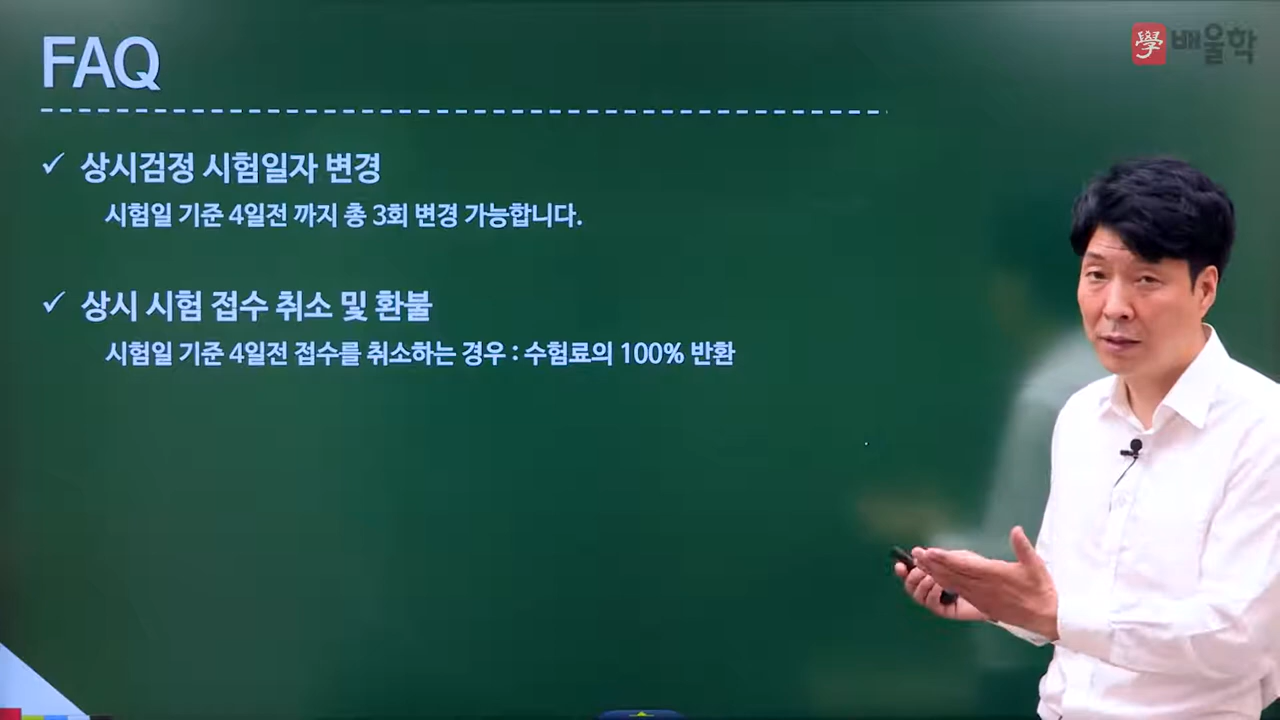 FAQ
學 배울학
✓ 상시검정 시험일자 변경
시험일 기준 4일전 까지 총 3회 변경 가능합니다.
✓ 상시 시험 접수 취소 및 환불
시험일 기준 4일전 접수를 취소하는 경우 : 수험료의 100% 반환